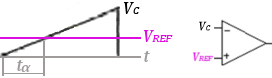 Vc
VREF
t
tα
Vc
VREF
-
+